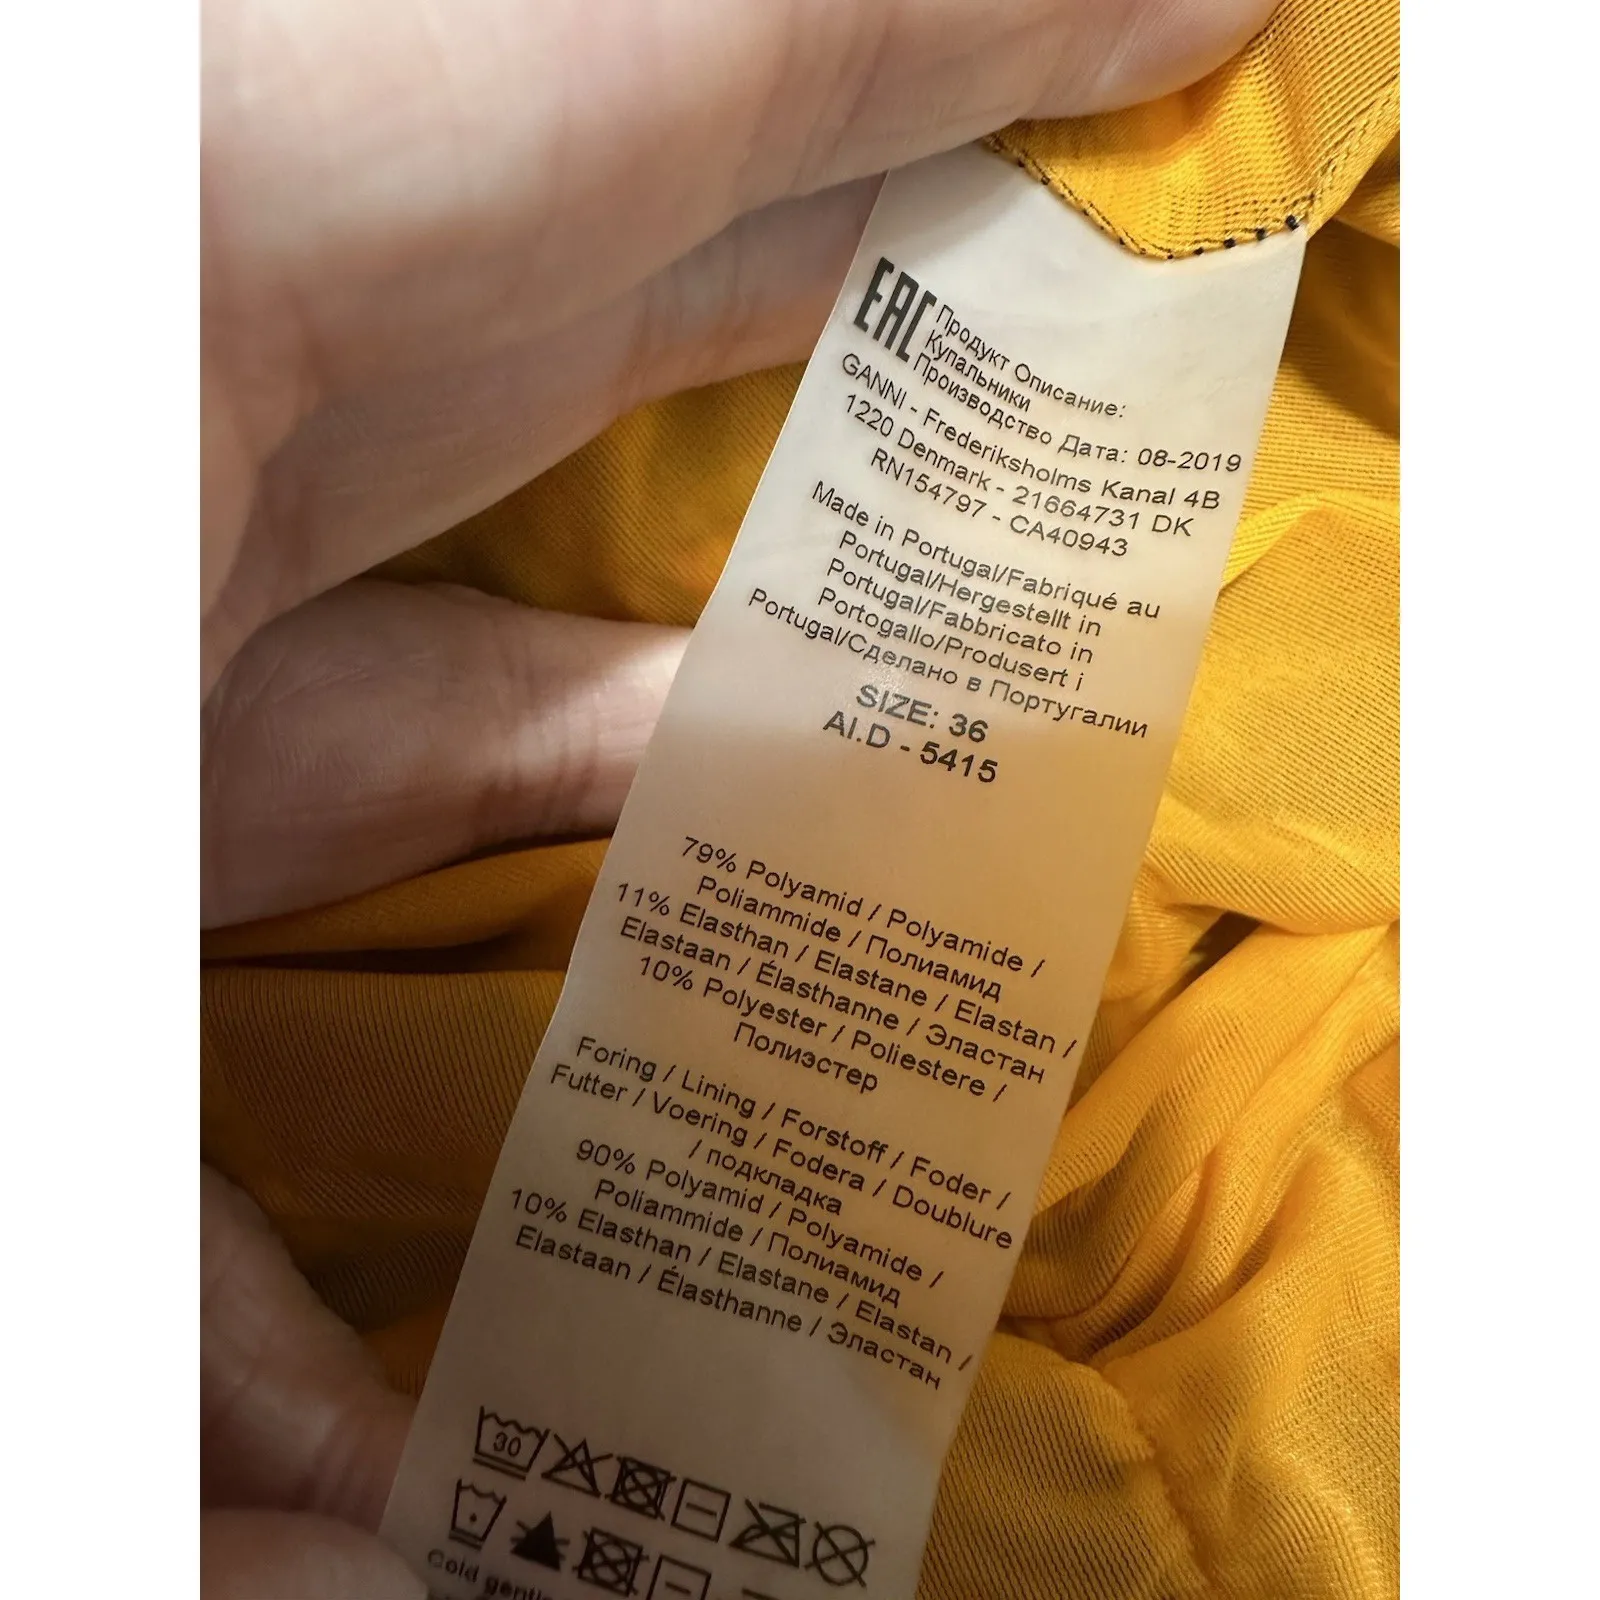 EAC
Продукт Описание:
Купальники
Производство Дата: 08-2019
GANNI - Frederiksholms Kanal 4B
1220 Denmark - 21664731 DK
RN154797 - CA40943
Made in Portugal/Fabriqué au
Portugal/Hergestellt in
Portugal/Fabbricato in
Portogallo/Produsert i
Portugal/Сделано в Португалии
SIZE: 36
AI.D - 5415
79% Polyamid / Polyamide /
Poliammide / Полиамид
11% Elasthan / Elastane / Elastan /
Elastaan / Élasthanne / Эластан
10% Polyester / Poliestere /
Полиэстер
Foring / Lining / Forstoff / Foder /
Futter / Voering / Fodera / Doublure
/ подкладка
90% Polyamid / Polyamide /
Poliammide / Полиамид
10% Elasthan / Elastane / Elastan /
Elastaan / Élasthanne / Эластан
30
Cold